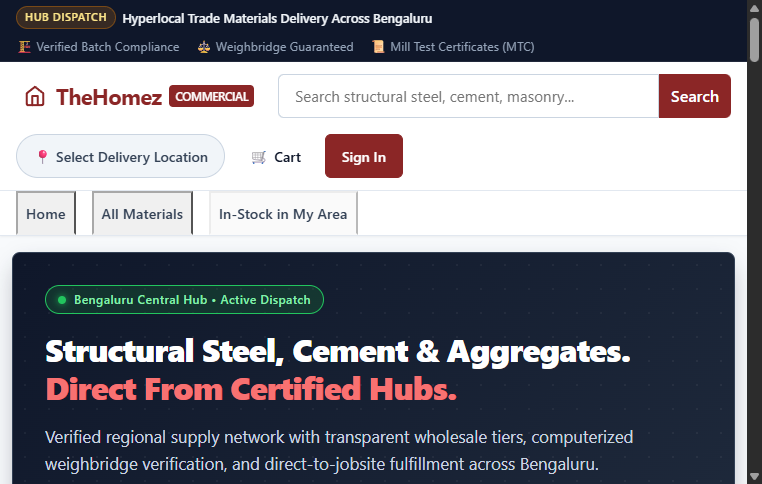 HUB DISPATCH Hyperlocal Trade Materials Delivery Across Bengaluru
Verified Batch Compliance Weighbridge Guaranteed Mill Test Certificates (MTC)
TheHomez COMMERCIAL Search structural steel, cement, masonry... Search
Select Delivery Location Cart Sign In
Home All Materials In-Stock in My Area
Bengaluru Central Hub • Active Dispatch
Structural Steel, Cement & Aggregates.
Direct From Certified Hubs.
Verified regional supply network with transparent wholesale tiers, computerized
weighbridge verification, and direct-to-jobsite fulfillment across Bengaluru.